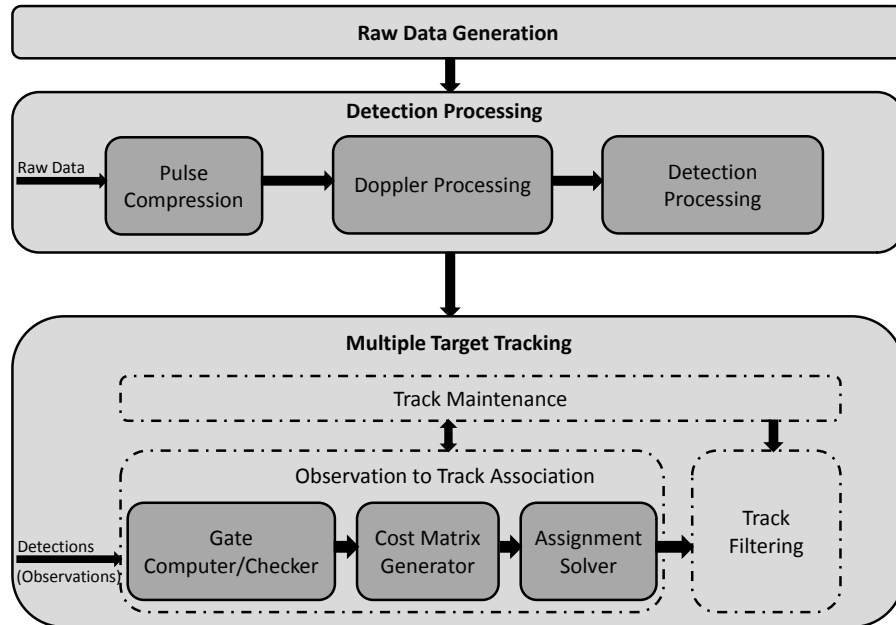 Raw Data Generation
Detection Processing
Raw Data
Pulse
Compression
Doppler Processing
Detection
Processing
Multiple Target Tracking
Track Maintenance
Observation to Track Association
Detections
(Observations)
Gate
Computer/Checker
Cost Matrix
Generator
Assignment
Solver
Track
Filtering